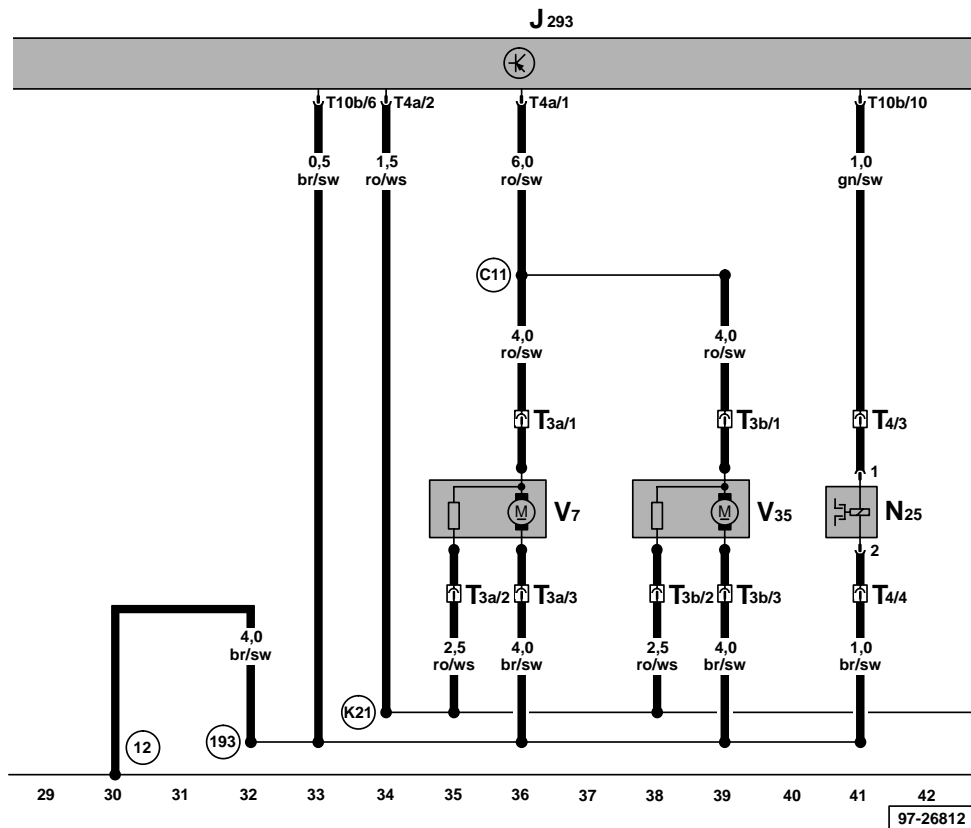 J 293
T10b/6 T4a/2 T4a/1 T10b/10
0,5 1,5 6,0 1,0
br/sw ro/ws ro/sw gn/sw
C11
4,0 4,0
ro/sw ro/sw
T3a/1 T3b/1 T4/3
1
V7 V35 N25
M M
2
T3a/2 T3a/3 T3b/2 T3b/3 T4/4
4,0 2,5 4,0 2,5 4,0 1,0
br/sw ro/ws br/sw ro/ws br/sw br/sw
K21
12 193
29 30 31 32 33 34 35 36 37 38 39 40 41 42
97-26812